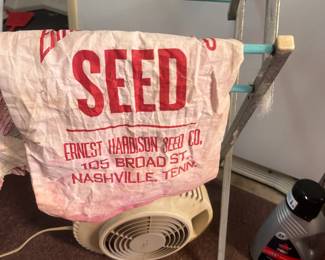 SEED
ERNEST HARDISON SEED CO.
105 BROAD ST.
NASHVILLE, TENN.